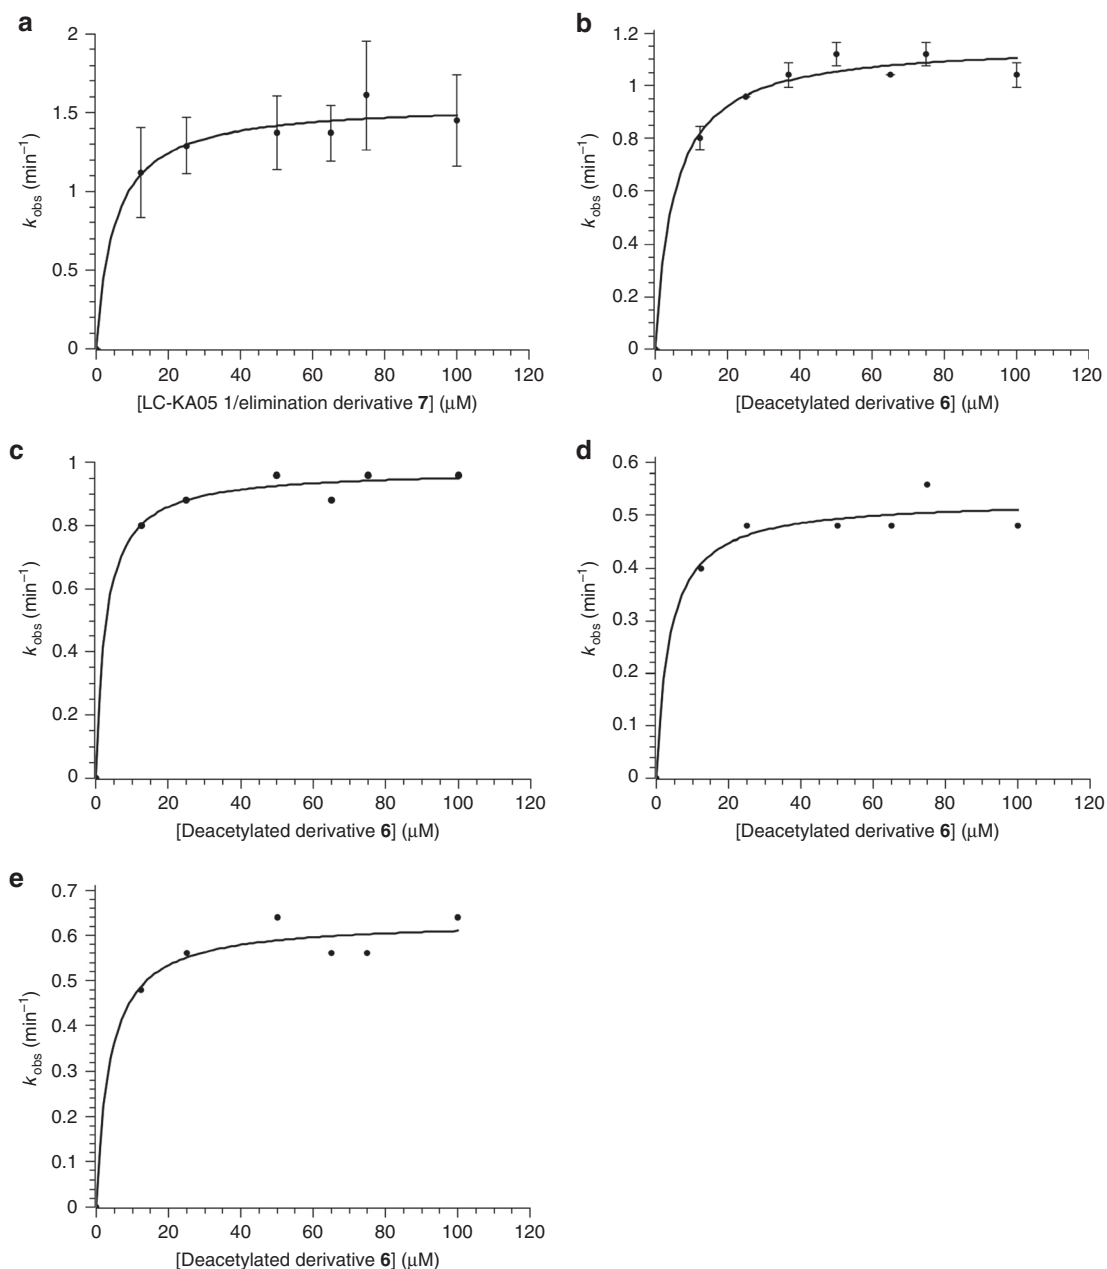 a
2
1.5
1
0.5
0
k_obs (min⁻¹)
0 20 40 60 80 100 120
[LC-KA05 1/elimination derivative 7] (μM)
b
1.2
1
0.8
0.6
0.4
1.2
0
k_obs (min⁻¹)
0 20 40 60 80 100 120
[Deacetylated derivative 6] (μM)
c
1
0.8
0.6
0.4
0.2
0
k_obs (min⁻¹)
0 20 40 60 80 100 120
[Deacetylated derivative 6] (μM)
d
0.6
0.5
0.4
0.3
0.2
0.1
0
k_obs (min⁻¹)
0 20 40 60 80 100 120
[Deacetylated derivative 6] (μM)
e
0.7
0.6
0.5
0.4
0.3
0.2
0.1
0
k_obs (min⁻¹)
0 20 40 60 80 100 120
[Deacetylated derivative 6] (μM)